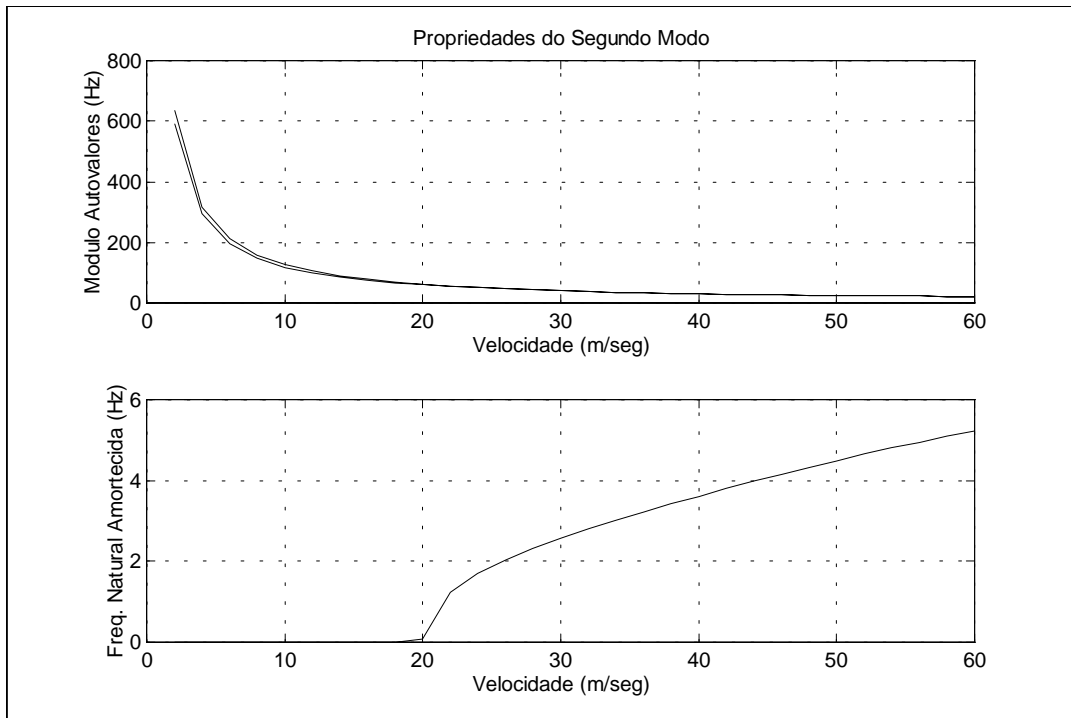 Propriedades do Segundo Modo
Modulo Autovalores (Hz)
800
600
400
200
0
0 10 20 30 40 50 60
Velocidade (m/seg)
Freq. Natural Amortecida (Hz)
6
4
2
0
0 10 20 30 40 50 60
Velocidade (m/seg)